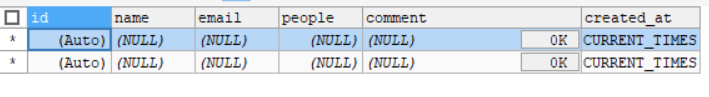 id name email people comment created_at
* (Auto) (NULL) (NULL) (NULL) (NULL) 0K CURRENT_TIMES
* (Auto) (NULL) (NULL) (NULL) (NULL) 0K CURRENT_TIMES